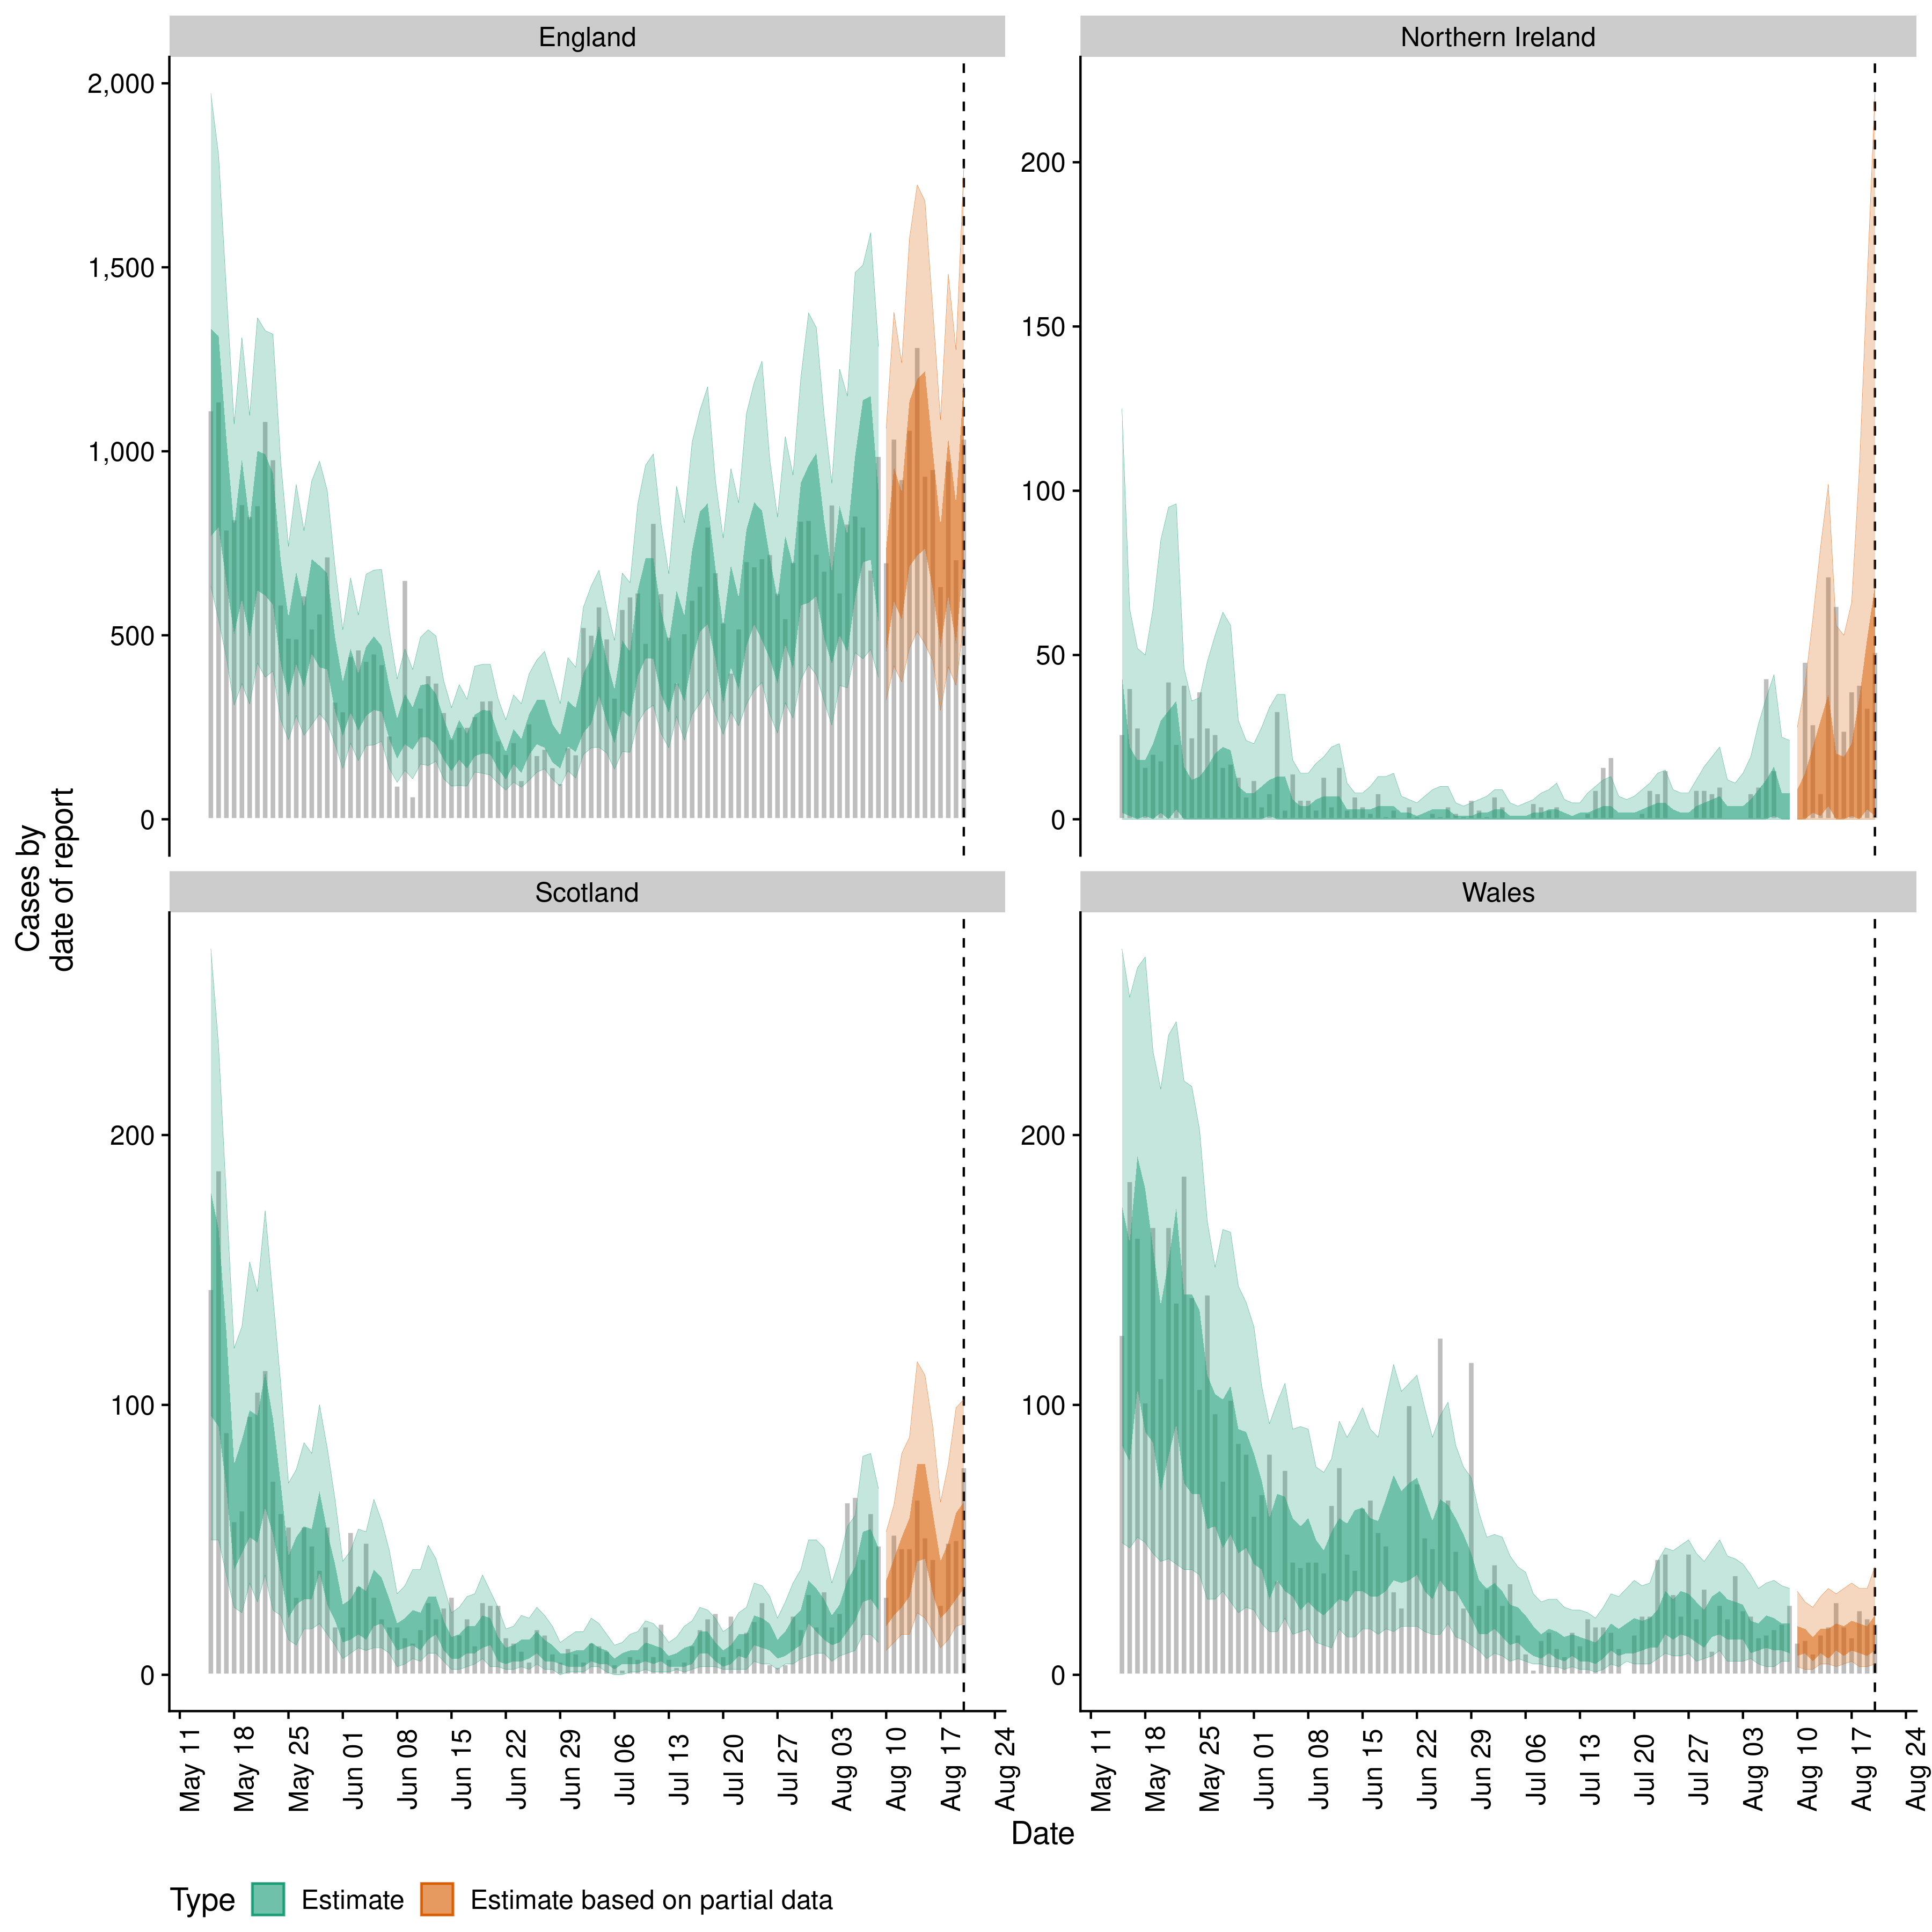 England
Northern Ireland
2,000
1,500
1,000
500
0
200
150
100
50
0
Cases by
date of report
Scotland
Wales
200
100
0
200
100
0
May 11
May 18
May 25
Jun 01
Jun 08
Jun 15
Jun 22
Jun 29
Jul 06
Jul 13
Jul 20
Jul 27
Aug 03
Aug 10
Aug 17
Aug 24
May 11
May 18
May 25
Jun 01
Jun 08
Jun 15
Jun 22
Jun 29
Jul 06
Jul 13
Jul 20
Jul 27
Aug 03
Aug 10
Aug 17
Aug 24
Date
Type Estimate Estimate based on partial data